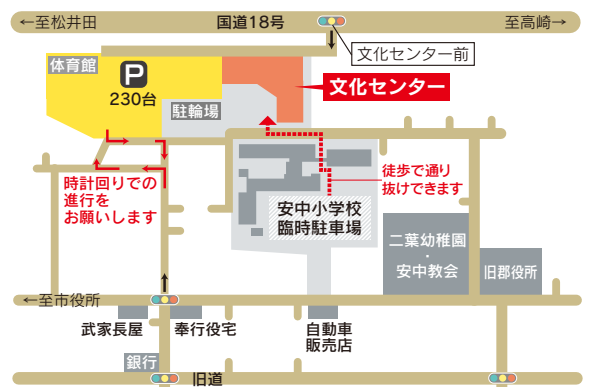 ←至松井田
国道18号
至高崎→
文化センター前
体育館
P
230台
文化センター
駐輪場
時計回りでの
進行を
お願いします
徒歩で通り
抜けできます
安中小学校
臨時駐車場
二葉幼稚園
・
安中教会
旧郡役所
←至市役所
武家長屋
奉行役宅
自動車
販売店
銀行
旧道